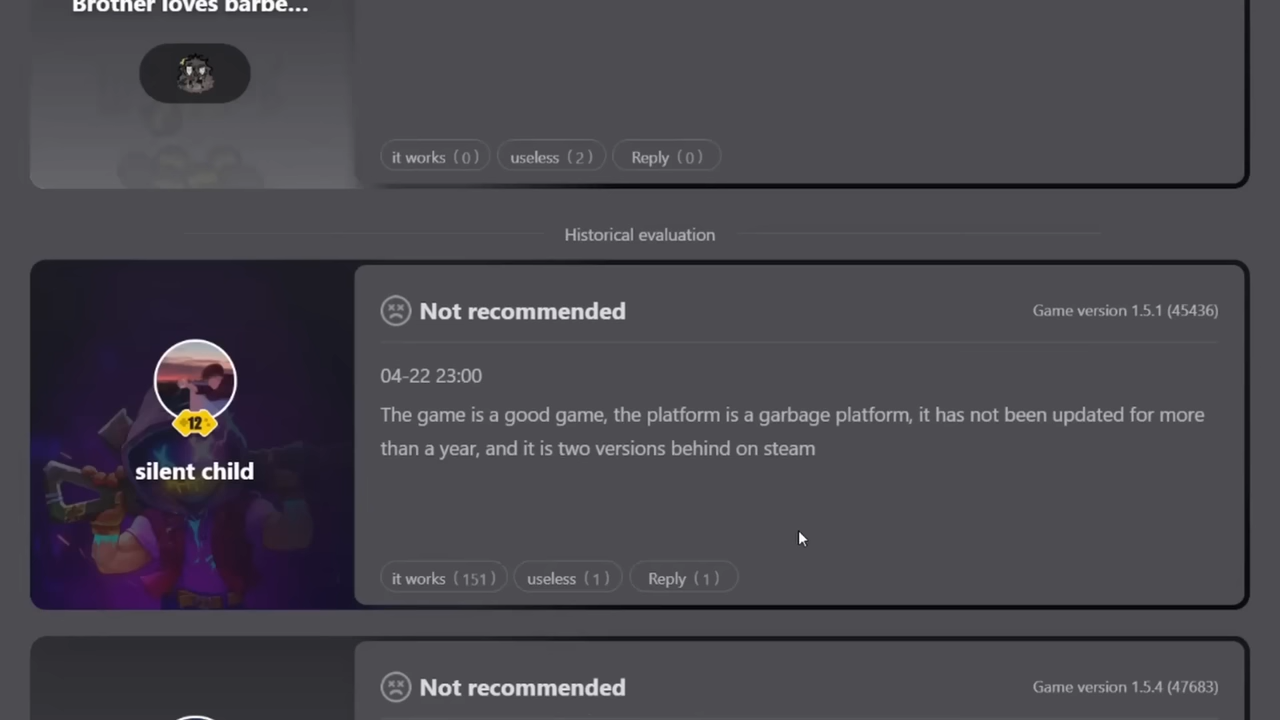 Brother loves barbe...
it works (0) useless (2) Reply (0)
Historical evaluation
Not recommended
Game version 1.5.1 (45436)
04-22 23:00
The game is a good game, the platform is a garbage platform, it has not been updated for more
than a year, and it is two versions behind on steam
12
silent child
it works (151) useless (1) Reply (1)
Not recommended
Game version 1.5.4 (47683)